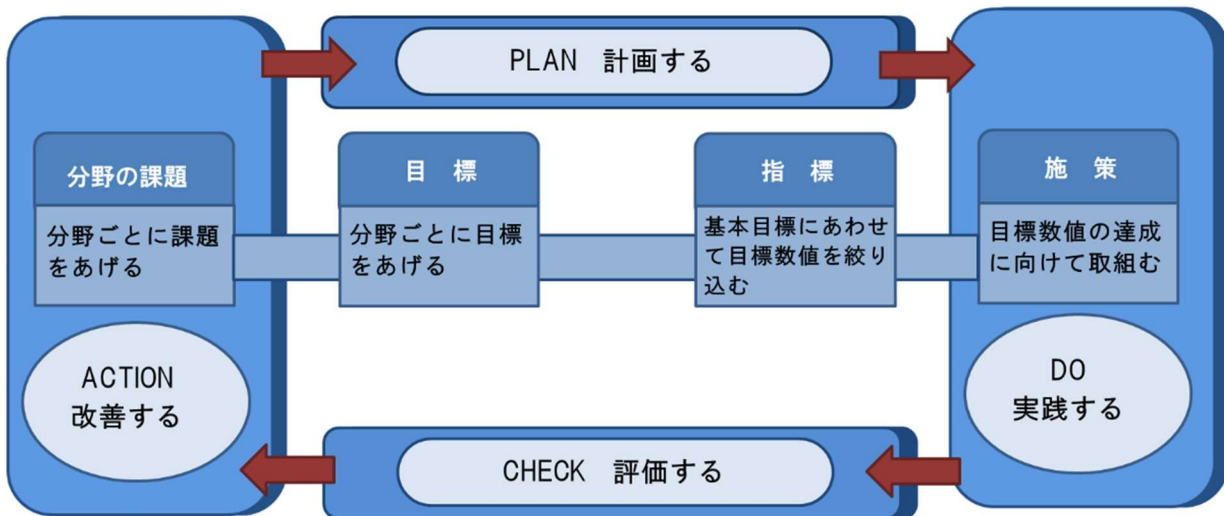 PLAN 計画する
分野の課題
分野ごとに課題
をあげる
目 標
分野ごとに目標
をあげる
指 標
基本目標にあわせ
て目標数値を絞り
込む
施 策
目標数値の達成
に向けて取組む
ACTION
改善する
DO
実践する
CHECK 評価する